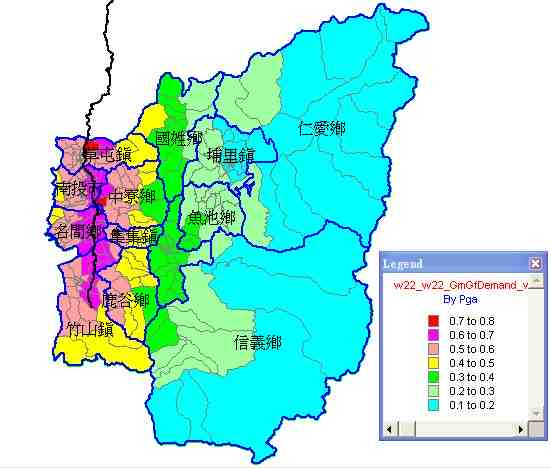 仁愛鄉
國姓鄉
草屯鎮
埔里鎮
南投市
中寮鄉
魚池鄉
名間鄉
集集鎮
鹿谷鄉
竹山鎮
信義鄉
Legend
w22_w22_GmGfDemand_v
By Pga
0.7 to 0.8
0.6 to 0.7
0.5 to 0.6
0.4 to 0.5
0.3 to 0.4
0.2 to 0.3
0.1 to 0.2